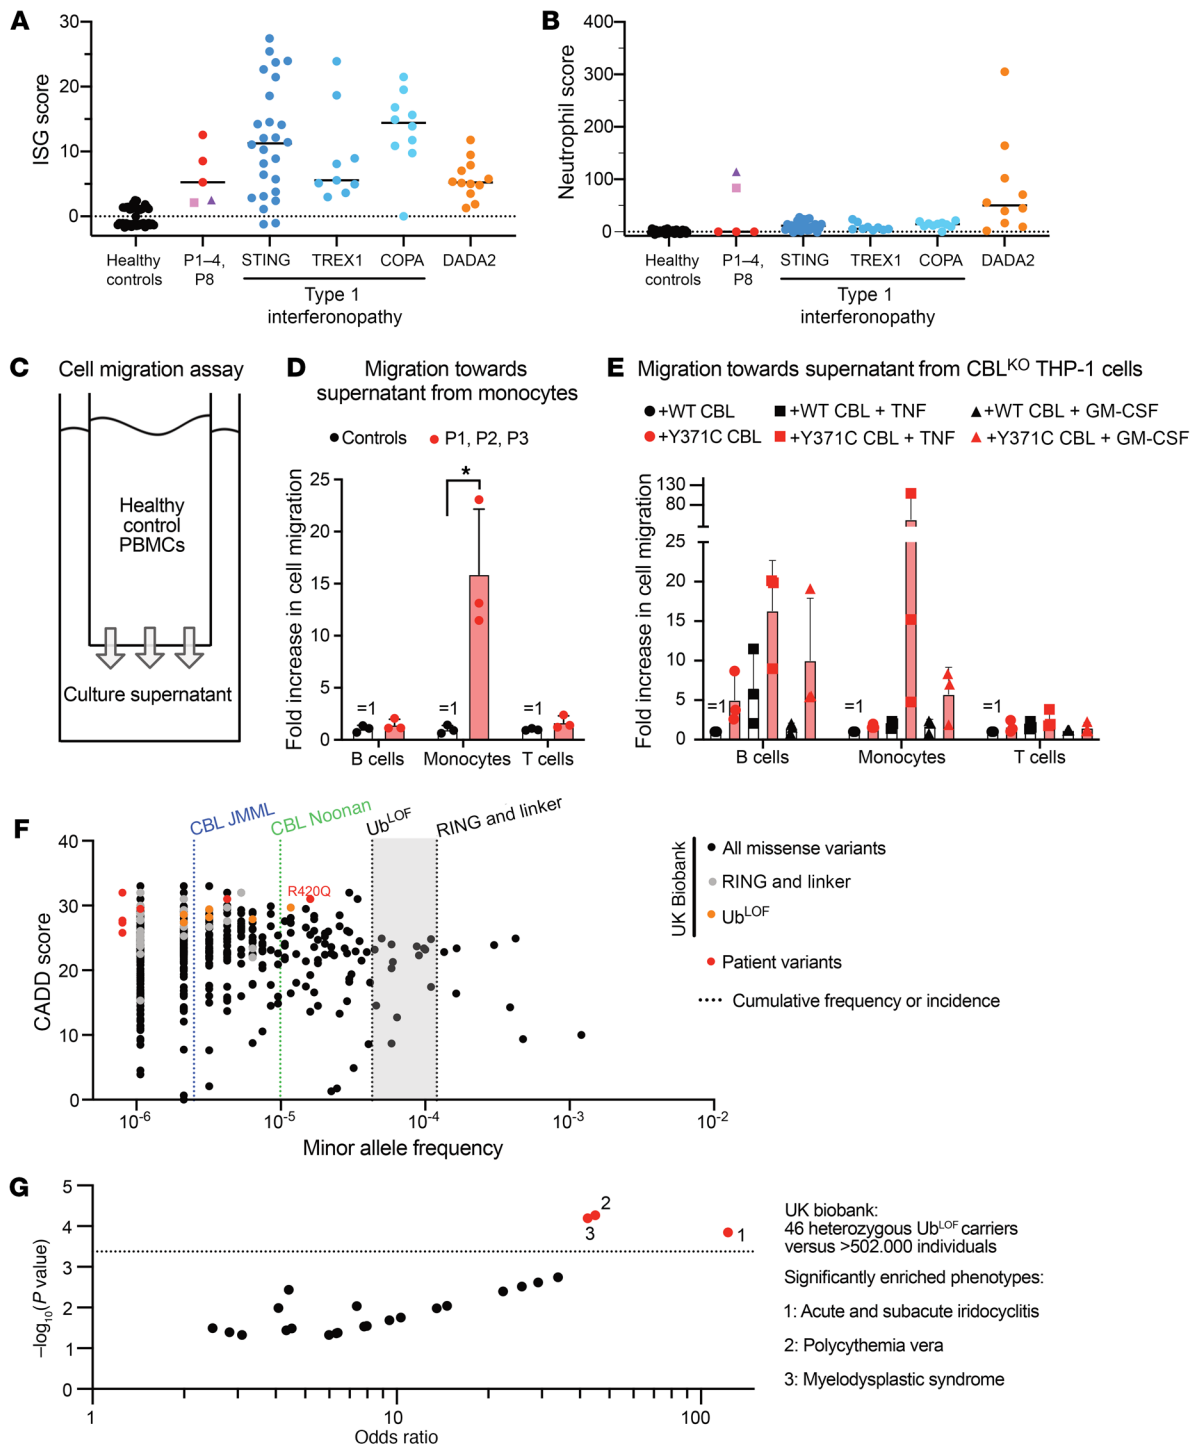 A
ISG score
30
20
10
0
Healthy
controls
P1–4,
P8
STING
TREX1
COPA
DADA2
Type 1
interferonopathy
B
Neutrophil score
400
300
200
100
0
Healthy
controls
P1–4,
P8
STING
TREX1
COPA
DADA2
Type 1
interferonopathy
C
Cell migration assay
Healthy
control
PBMCs
Culture supernatant
D
Migration towards
supernatant from monocytes
Controls
P1, P2, P3
Fold increase in cell migration
25
20
15
10
5
0
*
=1
=1
=1
B cells
Monocytes
T cells
E
Migration towards supernatant from CBLKO THP-1 cells
+WT CBL
+WT CBL + TNF
+WT CBL + GM-CSF
+Y371C CBL
+Y371C CBL + TNF
+Y371C CBL + GM-CSF
Fold increase in cell migration
130
80
25
20
15
10
5
0
=1
=1
=1
B cells
Monocytes
T cells
F
CBL JMML
CBL Noonan
UbLOF
RING and linker
CADD score
40
30
20
10
0
R420Q
10-6
10-5
10-4
10-3
10-2
Minor allele frequency
UK Biobank
All missense variants
RING and linker
UbLOF
Patient variants
Cumulative frequency or incidence
G
–log10(P value)
5
4
3
2
1
0
2
3
1
1
10
100
Odds ratio
UK biobank:
46 heterozygous UbLOF carriers
versus >502.000 individuals
Significantly enriched phenotypes:
1: Acute and subacute iridocyclitis
2: Polycythemia vera
3: Myelodysplastic syndrome